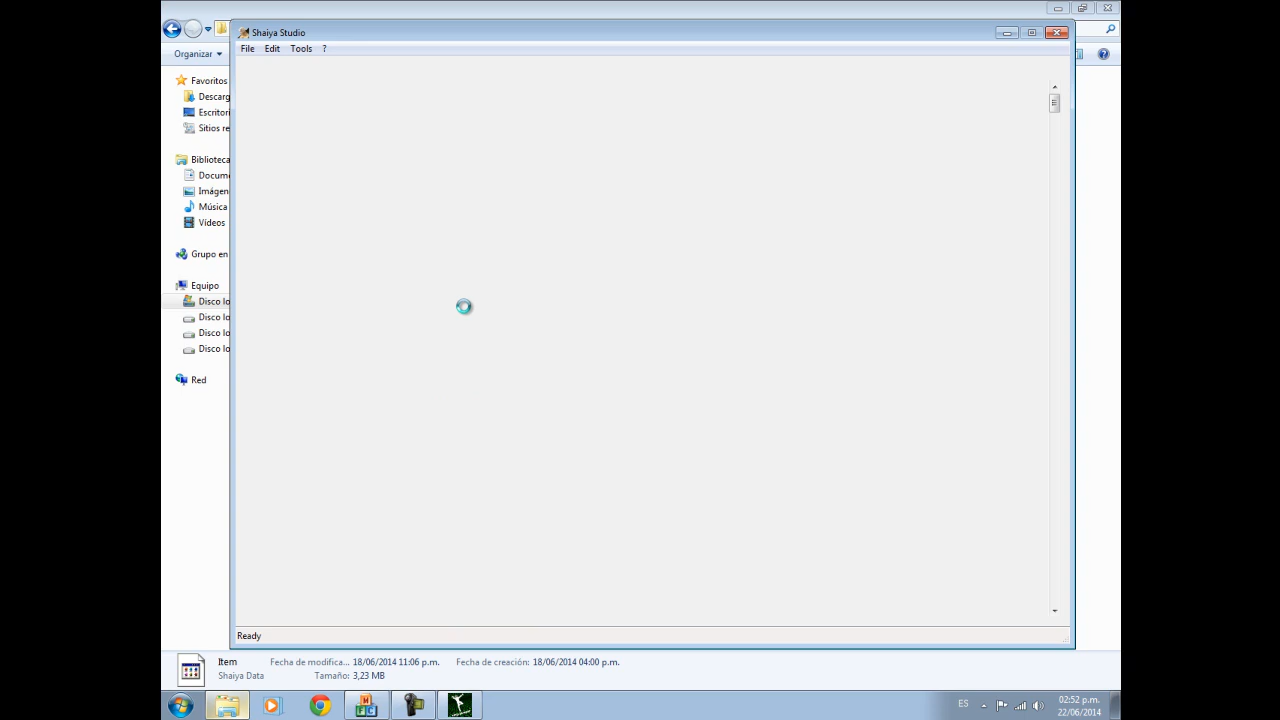 Shaiya Studio
File Edit Tools ?
Organizar
Favoritos
Descarg
Escritori
Sitios re
Biblioteca
Docume
Imágen
Música
Vídeos
Grupo en
Equipo
Disco lo
Disco lo
Disco lo
Disco lo
Red
Ready
Item Fecha de modifica... 18/06/2014 11:06 p.m. Fecha de creación: 18/06/2014 04:00 p.m.
Shaiya Data Tamaño: 3,23 MB
ES 02:52 p.m.
22/06/2014